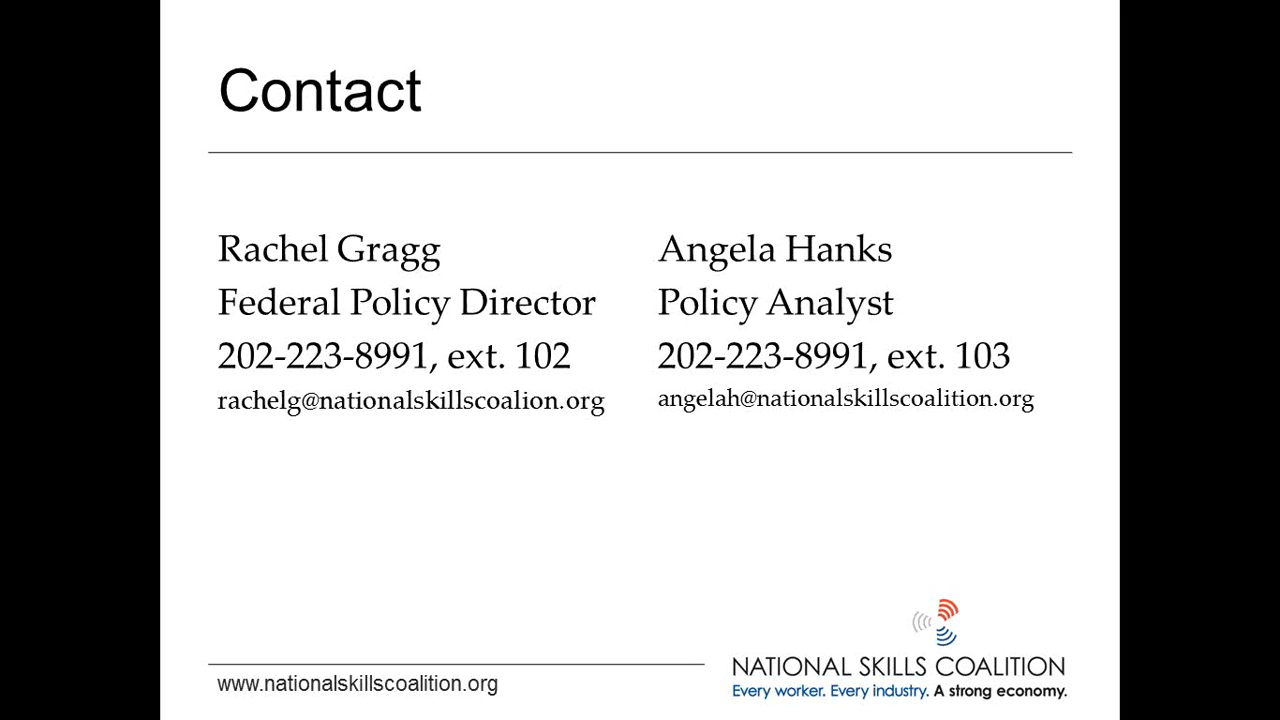 Contact
Rachel Gragg
Federal Policy Director
202-223-8991, ext. 102
rachelg@nationalskillscoalion.org
Angela Hanks
Policy Analyst
202-223-8991, ext. 103
angelah@nationalskillscoalition.org
www.nationalskillscoalition.org
NATIONAL SKILLS COALITION
Every worker. Every industry. A strong economy.